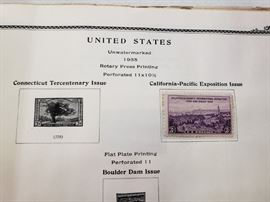 UNITED STATES
Unwatermarked
1935
Rotary Press Printing
Perforated 11x10½
Connecticut Tercentenary Issue
California-Pacific Exposition Issue
Flat Plate Printing
Perforated 11
Boulder Dam Issue